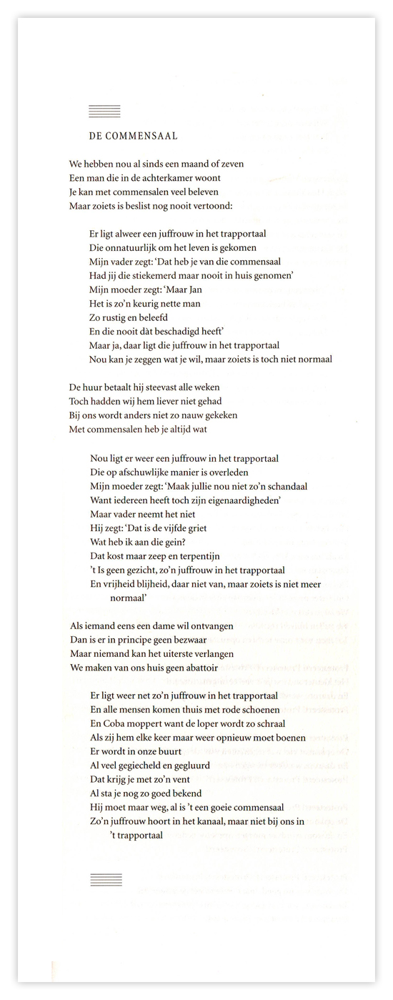 DE COMMENSAAL
We hebben nou al sinds een maand of zeven
Een man die in de achterkamer woont
Je kan met commensalen veel beleven
Maar zoiets is beslist nog nooit vertoond:
Er ligt alweer een juffrouw in het trapportaal
Die onnatuurlijk om het leven is gekomen
Mijn vader zegt: ‘Dat heb je van die commensaal
Had jij die stiekemerd maar nooit in huis genomen’
Mijn moeder zegt: ‘Maar Jan
Het is zo’n keurig nette man
Zo rustig en beleefd
En die nooit dàt beschadigd heeft’
Maar ja, daar ligt die juffrouw in het trapportaal
Nou kan je zeggen wat je wil, maar zoiets is toch niet normaal
De huur betaalt hij steevast alle weken
Toch hadden wij hem liever niet gehad
Bij ons wordt anders niet zo nauw gekeken
Met commensalen heb je altijd wat
Nou ligt er weer een juffrouw in het trapportaal
Die op afschuwlijke manier is overleden
Mijn moeder zegt: ‘Maak jullie nou niet zo’n schandaal
Want iedereen heeft toch zijn eigenaardigheden’
Maar vader neemt het niet
Hij zegt: ‘Dat is de vijfde griet
Wat heb ik aan die gein?
Dat kost maar zeep en terpentijn
’t Is geen gezicht, zo’n juffrouw in het trapportaal
En vrijheid blijheid, daar niet van, maar zoiets is niet meer
normaal’
Als iemand eens een dame wil ontvangen
Dan is er in principe geen bezwaar
Maar niemand kan het uiterste verlangen
We maken van ons huis geen abattoir
Er ligt weer net zo’n juffrouw in het trapportaal
En alle mensen komen thuis met rode schoenen
En Coba moppert want de loper wordt zo schraal
Als zij hem elke keer maar weer opnieuw moet boenen
Er wordt in onze buurt
Al veel gegiecheld en gegluurd
Dat krijg je met zo’n vent
Al sta je nog zo goed bekend
Hij moet maar weg, al is ’t een goeie commensaal
Zo’n juffrouw hoort in het kanaal, maar niet bij ons in
’t trapportaal